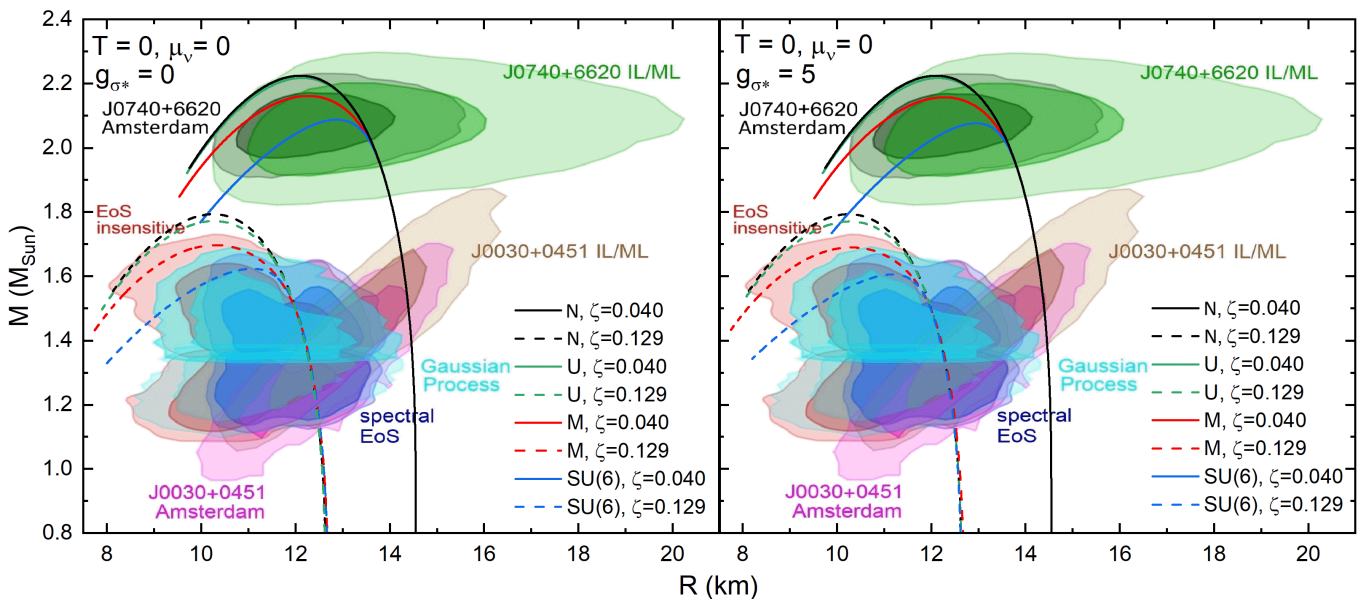 2.4
2.2
2.0
1.8
1.6
1.4
1.2
1.0
0.8
M (M_Sun)
T = 0, μ_ν= 0
g_σ* = 0
J0740+6620
Amsterdam
J0740+6620 IL/ML
EoS
insensitive
J0030+0451 IL/ML
Gaussian
Process
spectral
EoS
J0030+0451
Amsterdam
N, ζ=0.040
N, ζ=0.129
U, ζ=0.040
U, ζ=0.129
M, ζ=0.040
M, ζ=0.129
SU(6), ζ=0.040
SU(6), ζ=0.129
8 10 12 14 16 18 20
T = 0, μ_ν= 0
g_σ* = 5
J0740+6620
Amsterdam
J0740+6620 IL/ML
EoS
insensitive
J0030+0451 IL/ML
Gaussian
Process
spectral
EoS
J0030+0451
Amsterdam
N, ζ=0.040
N, ζ=0.129
U, ζ=0.040
U, ζ=0.129
M, ζ=0.040
M, ζ=0.129
SU(6), ζ=0.040
SU(6), ζ=0.129
8 10 12 14 16 18 20
R (km)